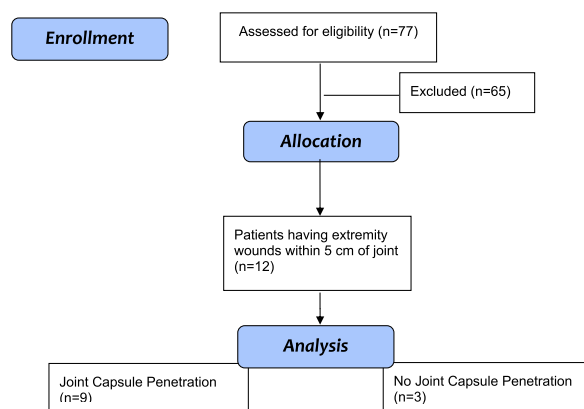 Enrollment
Assessed for eligibility (n=77)
Excluded (n=65)
Allocation
Patients having extremity
wounds within 5 cm of joint
(n=12)
Analysis
Joint Capsule Penetration
(n=9)
No Joint Capsule Penetration
(n=3)